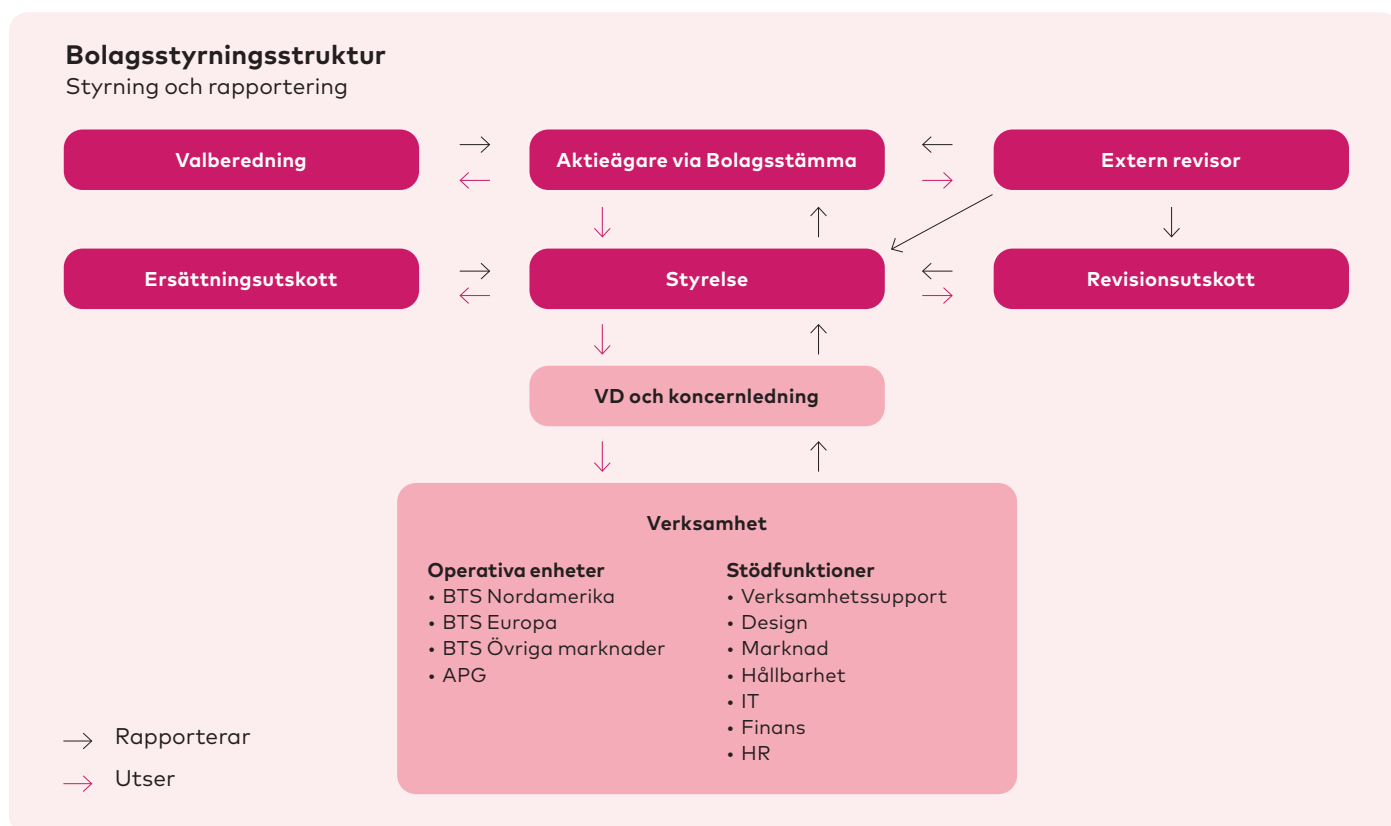 Bolagsstyrningsstruktur
Styrning och rapportering
Valberedning
Aktieägare via Bolagsstämma
Extern revisor
Ersättningsutskott
Styrelse
Revisionsutskott
VD och koncernledning
Verksamhet
Operativa enheter
• BTS Nordamerika
• BTS Europa
• BTS Övriga marknader
• APG
Stödfunktioner
• Verksamhetssupport
• Design
• Marknad
• Hållbarhet
• IT
• Finans
• HR
Rapporterar
Utser